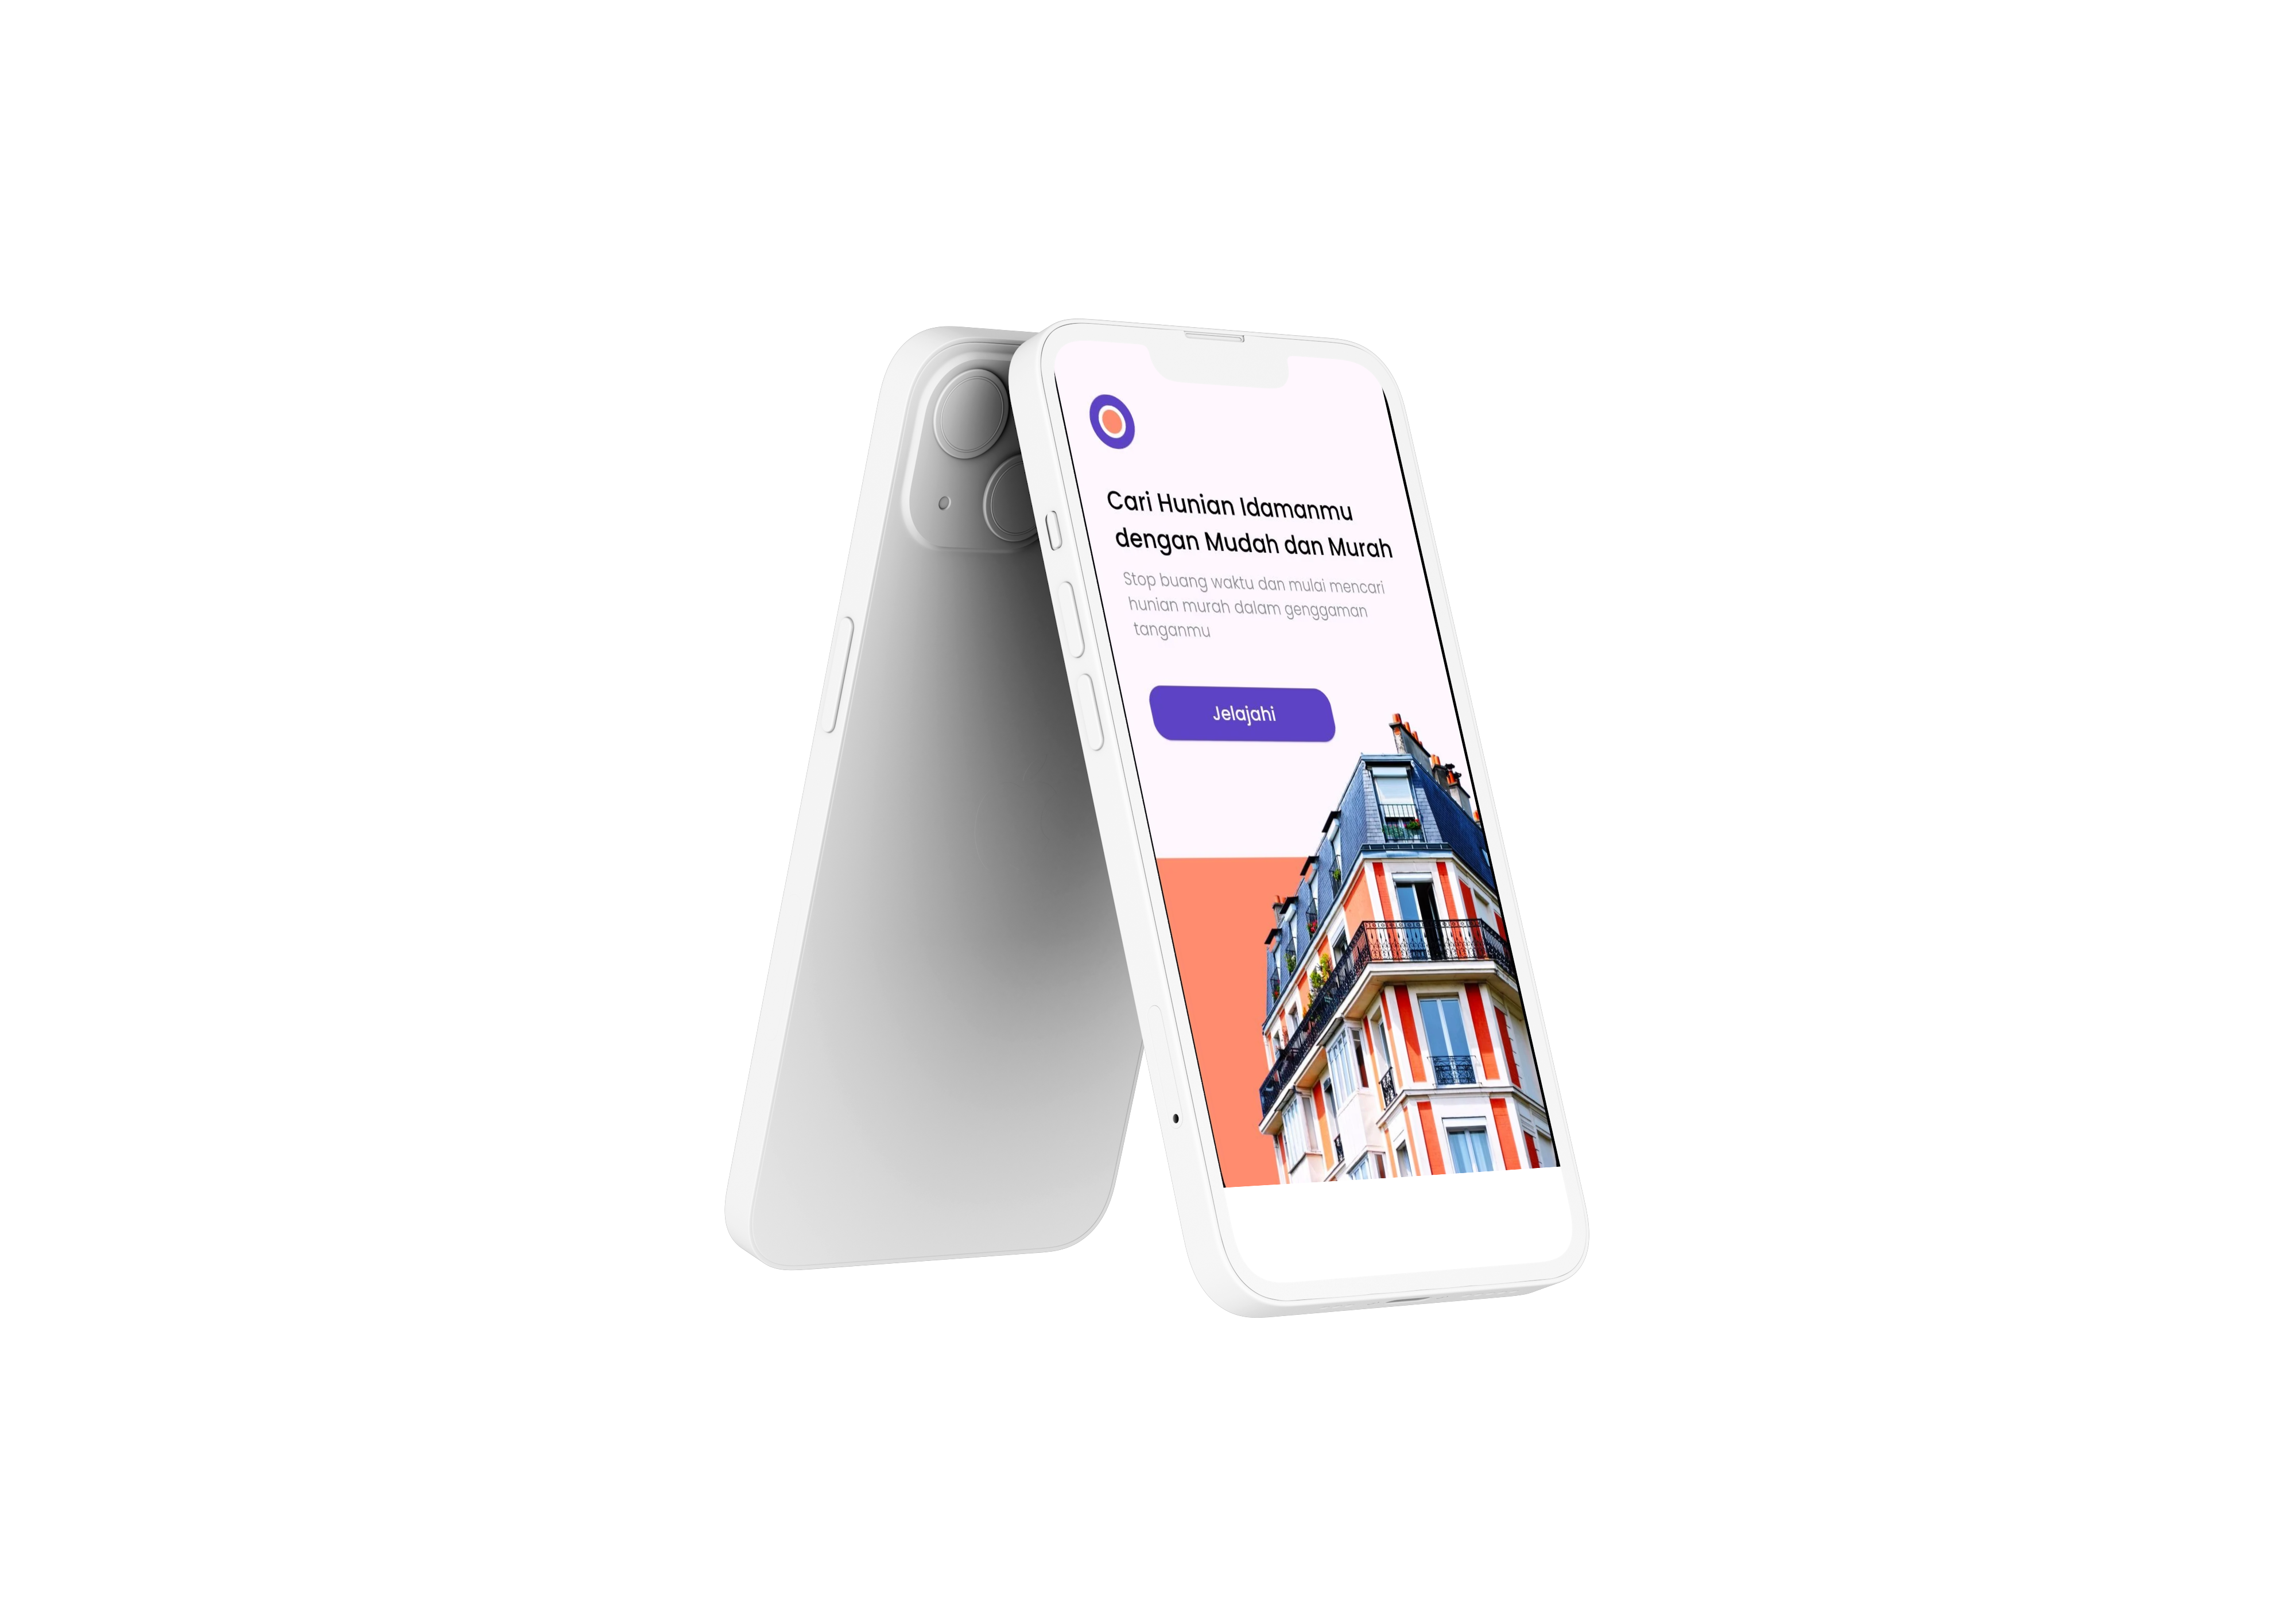 Cari Hunian Idamanmu
dengan Mudah dan Murah
Stop buang waktu dan mulai mencari
hunian murah dalam genggaman
tanganmu
Jelajahi